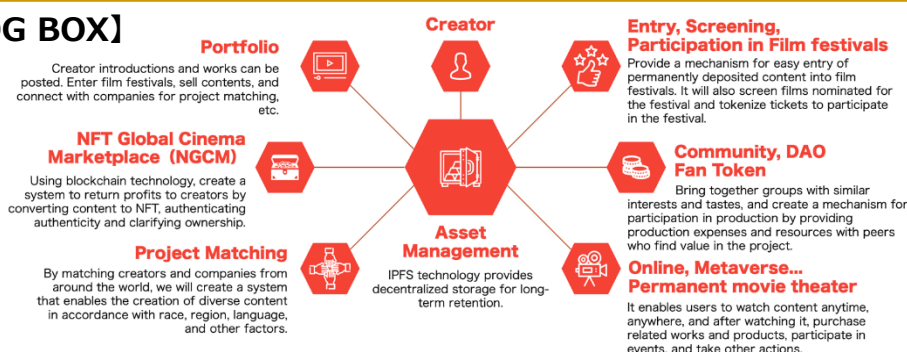 G BOX】
Creator
Portfolio
Creator introductions and works can be
posted. Enter film festivals, sell contents, and
connect with companies for project matching,
etc.
NFT Global Cinema
Marketplace（NGCM）
Using blockchain technology, create a
system to return profits to creators by
converting content to NFT, authenticating
authenticity and clarifying ownership.
Project Matching
By matching creators and companies from
around the world, we will create a system
that enables the creation of diverse content
in accordance with race, region, language,
and other factors.
Asset
Management
IPFS technology provides
decentralized storage for long-
term retention.
Entry, Screening,
Participation in Film festivals
Provide a mechanism for easy entry of
permanently deposited content into film
festivals. It will also screen films nominated for
the festival and tokenize tickets to participate
in the festival.
Community, DAO
Fan Token
Bring together groups with similar
interests and tastes, and create a mechanism for
participation in production by providing
production expenses and resources with peers
who find value in the project.
Online, Metaverse...
Permanent movie theater
It enables users to watch content anytime,
anywhere, and after watching it, purchase
related works and products, participate in
events, and take other actions.